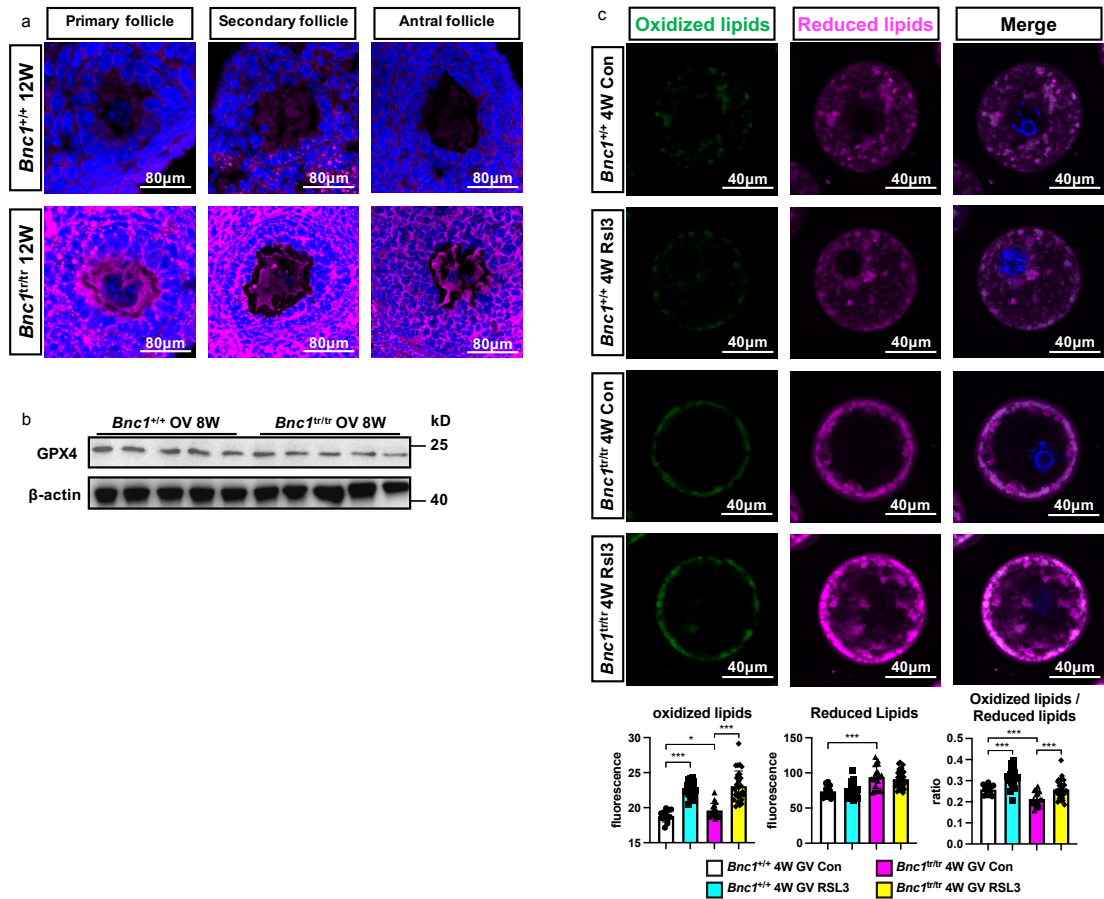 a
Primary follicle Secondary follicle Antral follicle
Bnc1+/+ 12W
80μm 80μm 80μm
Bnc1tr/tr 12W
80μm 80μm 80μm
b
Bnc1+/+ OV 8W Bnc1tr/tr OV 8W kD
GPX4 25
β-actin 40
c
Oxidized lipids Reduced lipids Merge
Bnc1+/+ 4W Con
40μm 40μm 40μm
Bnc1+/+ 4W Rsl3
40μm 40μm 40μm
Bnc1tr/tr 4W Con
40μm 40μm 40μm
Bnc1tr/tr 4W Rsl3
40μm 40μm 40μm
oxidized lipids
fluorescence
30
25
20
15
***
*
***
Reduced Lipids
fluorescence
150
100
50
0
***
Oxidized lipids /
Reduced lipids
ratio
0.5
0.4
0.3
0.2
0.1
0.0
***
***
***
Bnc1+/+ 4W GV Con Bnc1tr/tr 4W GV Con
Bnc1+/+ 4W GV RSL3 Bnc1tr/tr 4W GV RSL3